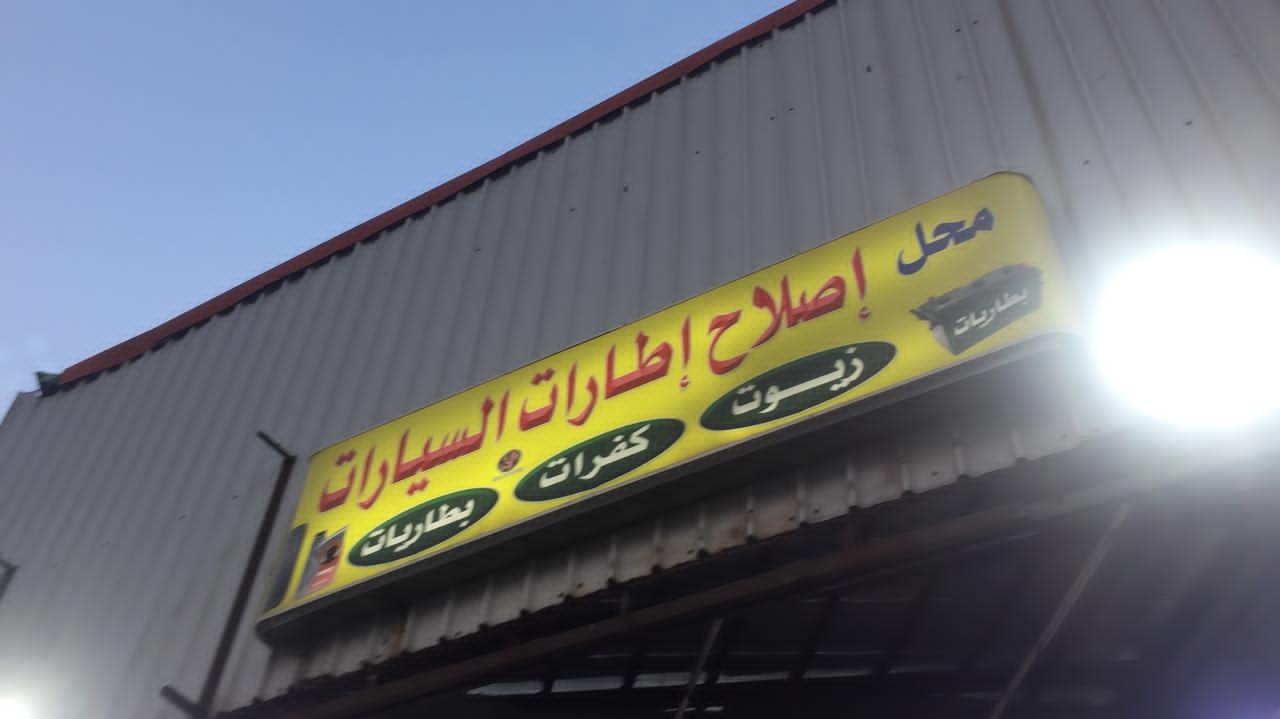 محل
إصلاح إطارات السيارات
بطاريات
زيوت كفرات بطاريات